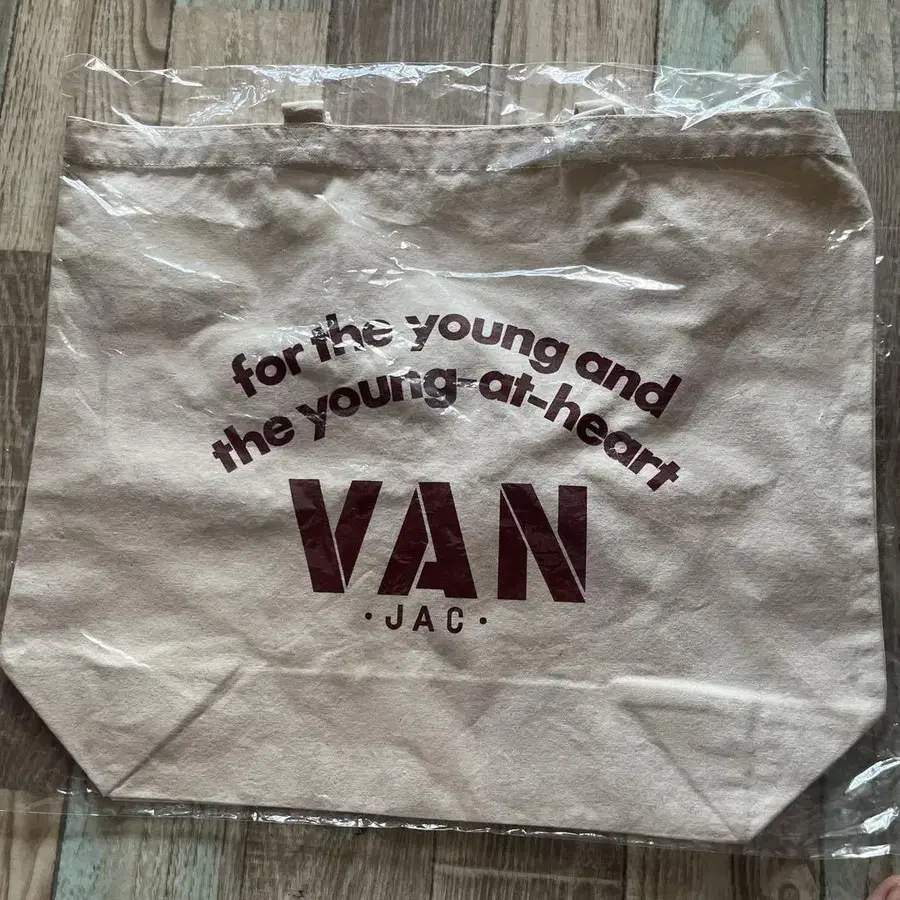 for the young and
the young-at-heart
VAN
·JAC·